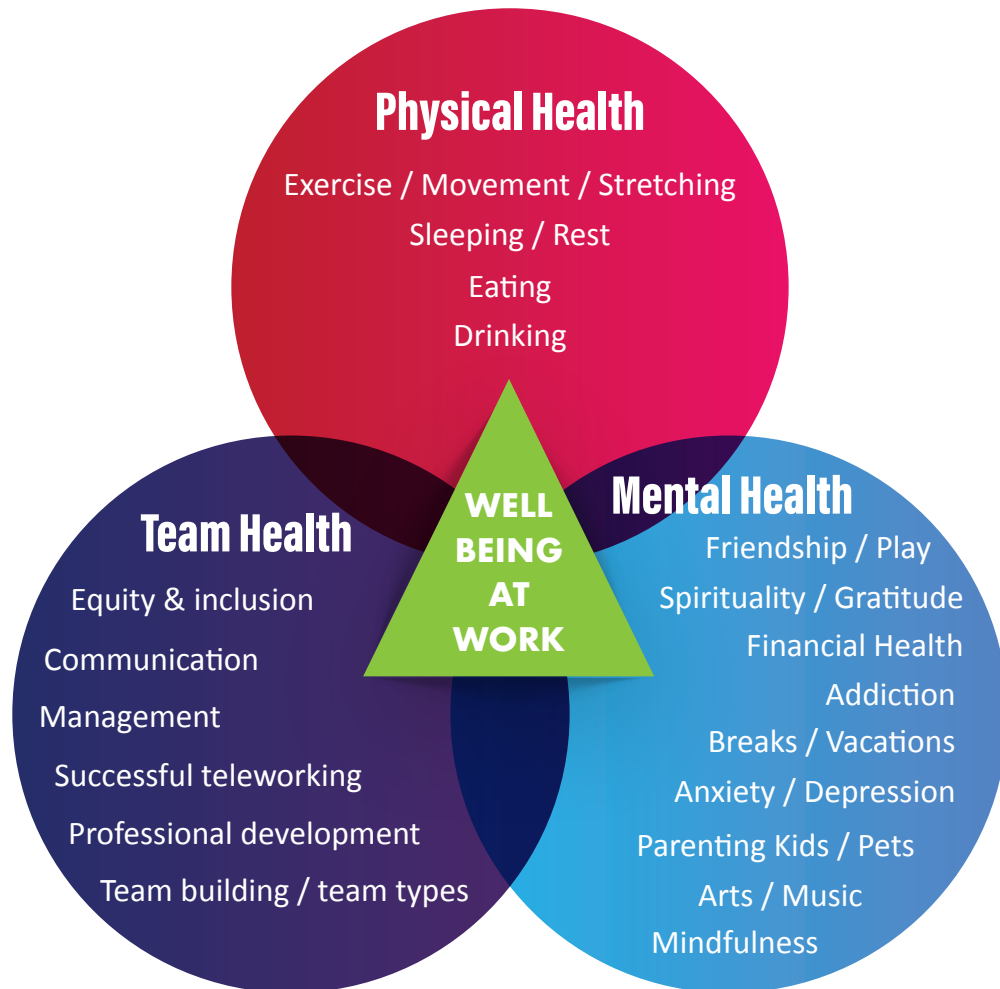 Physical Health
Exercise / Movement / Stretching
Sleeping / Rest
Eating
Drinking
WELL
BEING
AT
WORK
Team Health
Equity & inclusion
Communication
Management
Successful teleworking
Professional development
Team building / team types
Mental Health
Friendship / Play
Spirituality / Gratitude
Financial Health
Addiction
Breaks / Vacations
Anxiety / Depression
Parenting Kids / Pets
Arts / Music
Mindfulness